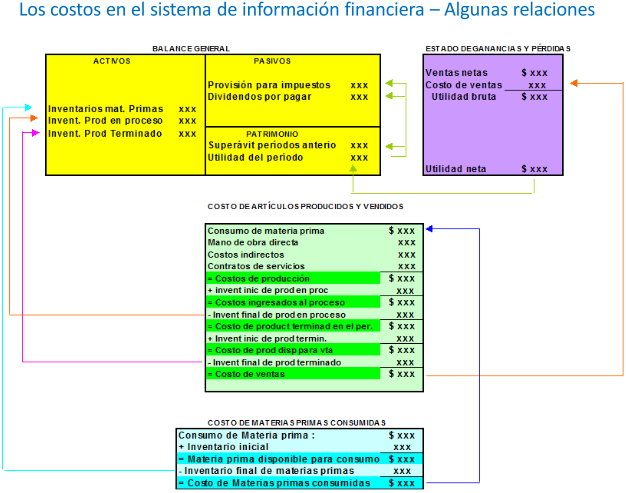 Los costos en el sistema de información financiera – Algunas relaciones
BALANCE GENERAL
ACTIVOS
PASIVOS
Provisión para impuestos xxx
Dividendos por pagar xxx
Inventarios mat. Primas xxx
Invent. Prod en proceso xxx
Invent. Prod Terminado xxx
PATRIMONIO
Superávit periodos anterio xxx
Utilidad del periodo xxx
ESTADO DE GANANCIAS Y PÉRDIDAS
Ventas netas $ xxx
Costo de ventas xxx
Utilidad bruta $ xxx
Utilidad neta $ xxx
COSTO DE ARTÍCULOS PRODUCIDOS Y VENDIDOS
Consumo de materia prima $ xxx
Mano de obra directa xxx
Costos indirectos xxx
Contratos de servicios xxx
= Costos de producción $ xxx
+ invent inic de prod en proc xxx
= Costos ingresados al proceso $ xxx
- Invent final de prod en proceso xxx
= Costo de product terminad en el per. $ xxx
+ Invent inic de prod termin. xxx
= Costo de prod disp para vta $ xxx
- Invent final de prod terminado xxx
= Costo de ventas $ xxx
COSTO DE MATERIAS PRIMAS CONSUMIDAS
Consumo de Materia prima : $ xxx
+ Inventario inicial xxx
= Materia prima disponible para consumo $ xxx
- Inventario final de materias primas xxx
= Costo de Materias primas consumidas $ xxx